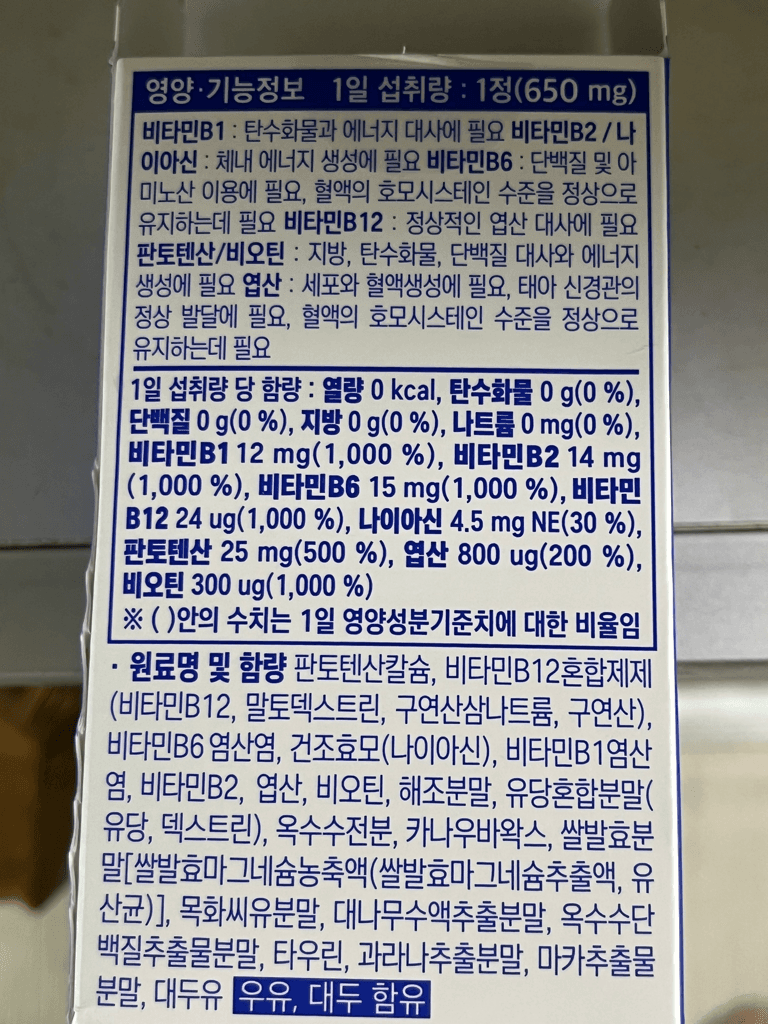 영양·기능정보 1일 섭취량 : 1정(650 mg)
비타민B1 : 탄수화물과 에너지 대사에 필요 비타민B2 / 나
이아신 : 체내 에너지 생성에 필요 비타민B6 : 단백질 및 아
미노산 이용에 필요, 혈액의 호모시스테인 수준을 정상으로
유지하는데 필요 비타민B12 : 정상적인 엽산 대사에 필요
판토텐산/비오틴 : 지방, 탄수화물, 단백질 대사와 에너지
생성에 필요 엽산 : 세포와 혈액생성에 필요, 태아 신경관의
정상 발달에 필요, 혈액의 호모시스테인 수준을 정상으로
유지하는데 필요
1일 섭취량 당 함량 : 열량 0 kcal, 탄수화물 0 g(0 %),
단백질 0 g(0 %), 지방 0 g(0 %), 나트륨 0 mg(0 %),
비타민B1 12 mg(1,000 %), 비타민B2 14 mg
(1,000 %), 비타민B6 15 mg(1,000 %), 비타민
B12 24 ug(1,000 %), 나이아신 4.5 mg NE(30 %),
판토텐산 25 mg(500 %), 엽산 800 ug(200 %),
비오틴 300 ug(1,000 %)
※ ( )안의 수치는 1일 영양성분기준치에 대한 비율임
· 원료명 및 함량 판토텐산칼슘, 비타민B12혼합제제
(비타민B12, 말토덱스트린, 구연산삼나트륨, 구연산),
비타민B6 염산염, 건조효모(나이아신), 비타민B1염산
염, 비타민B2, 엽산, 비오틴, 해조분말, 유당혼합분말(
유당, 덱스트린), 옥수수전분, 카나우바왁스, 쌀발효분
말[쌀발효마그네슘농축액(쌀발효마그네슘추출액, 유
산균)], 목화씨유분말, 대나무수액추출분말, 옥수수단
백질추출물분말, 타우린, 과라나추출분말, 마카추출물
분말, 대두유 우유, 대두 함유